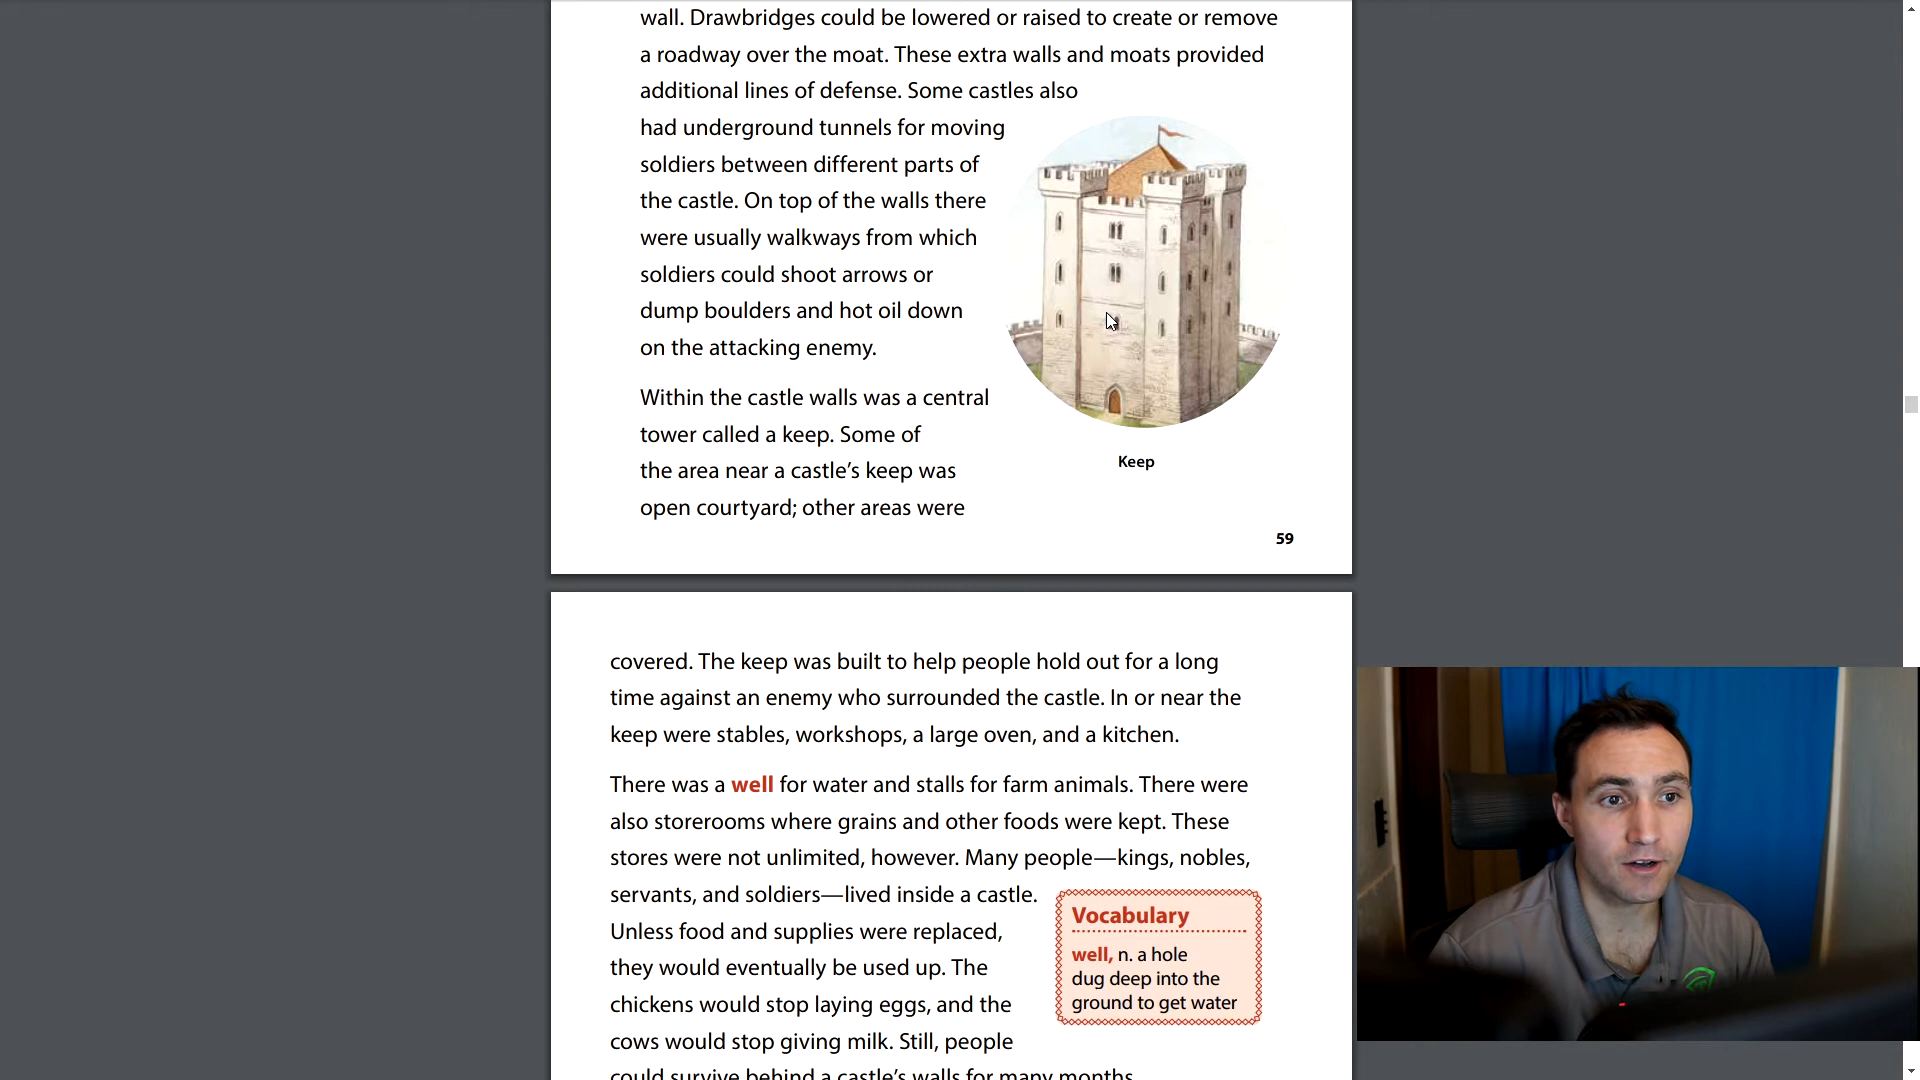 wall. Drawbridges could be lowered or raised to create or remove
a roadway over the moat. These extra walls and moats provided
additional lines of defense. Some castles also
had underground tunnels for moving
soldiers between different parts of
the castle. On top of the walls there
were usually walkways from which
soldiers could shoot arrows or
dump boulders and hot oil down
on the attacking enemy.
Within the castle walls was a central
tower called a keep. Some of
the area near a castle’s keep was
open courtyard; other areas were
Keep
59
covered. The keep was built to help people hold out for a long
time against an enemy who surrounded the castle. In or near the
keep were stables, workshops, a large oven, and a kitchen.
There was a well for water and stalls for farm animals. There were
also storerooms where grains and other foods were kept. These
stores were not unlimited, however. Many people—kings, nobles,
servants, and soldiers—lived inside a castle.
Unless food and supplies were replaced,
they would eventually be used up. The
chickens would stop laying eggs, and the
cows would stop giving milk. Still, people
could survive behind a castle’s walls for many months.
Vocabulary
well, n. a hole
dug deep into the
ground to get water